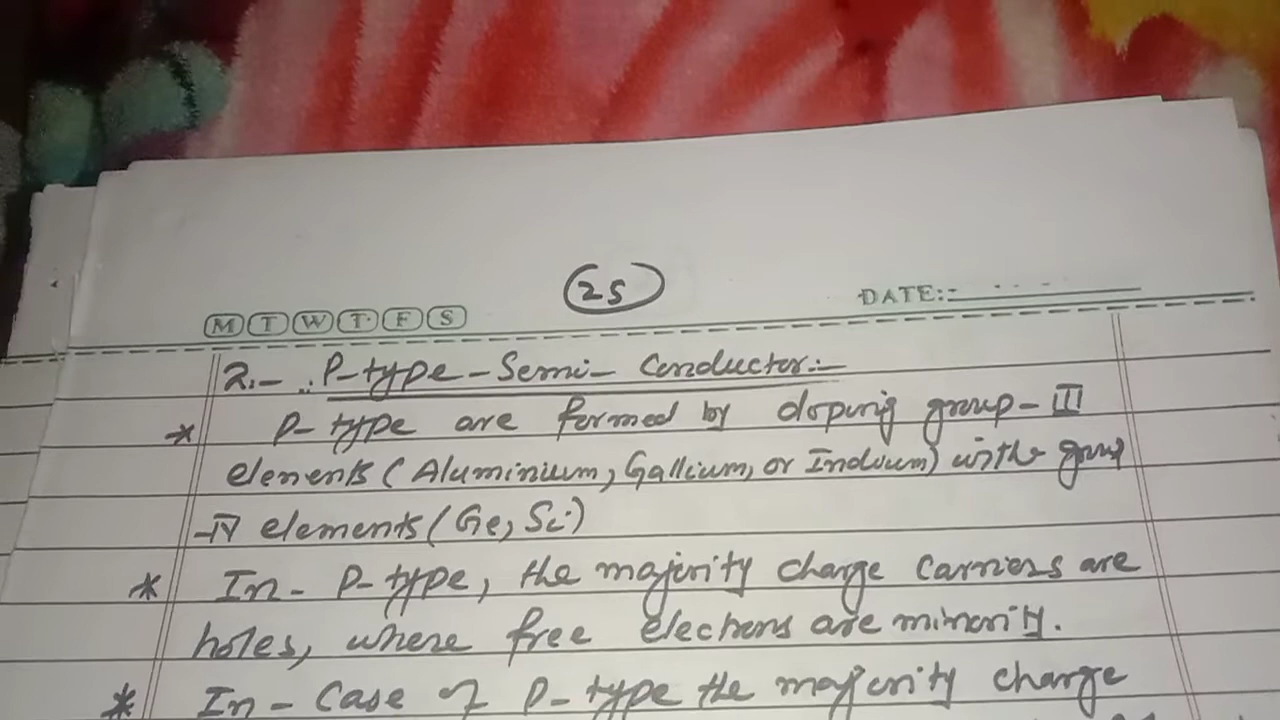 25
M T W T F S
DATE:
2.- P-type-Semi-Conductor:-
* P-type are formed by doping group-III
elements (Aluminium, Gallium, or Indium) with group
-IV elements (Ge, Si)
* In- P-type, the majority charge carriers are
holes, where free electrons are minority.
* In-Case of P-type the majority charge